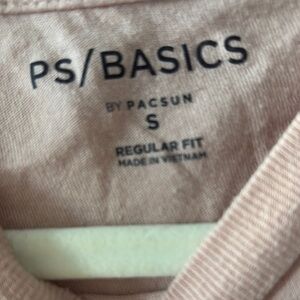 PS/BASICS
BY PACSUN
S
REGULAR FIT
MADE IN VIETNAM